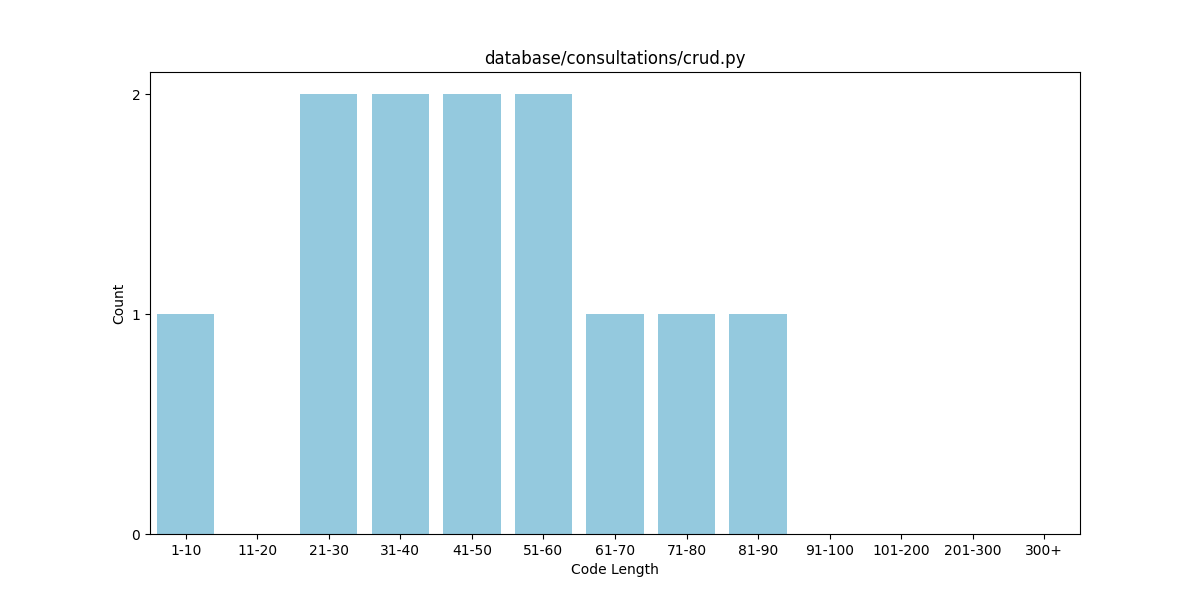 database/consultations/crud.py
2
1
0
Count
1-10 11-20 21-30 31-40 41-50 51-60 61-70 71-80 81-90 91-100 101-200 201-300 300+
Code Length